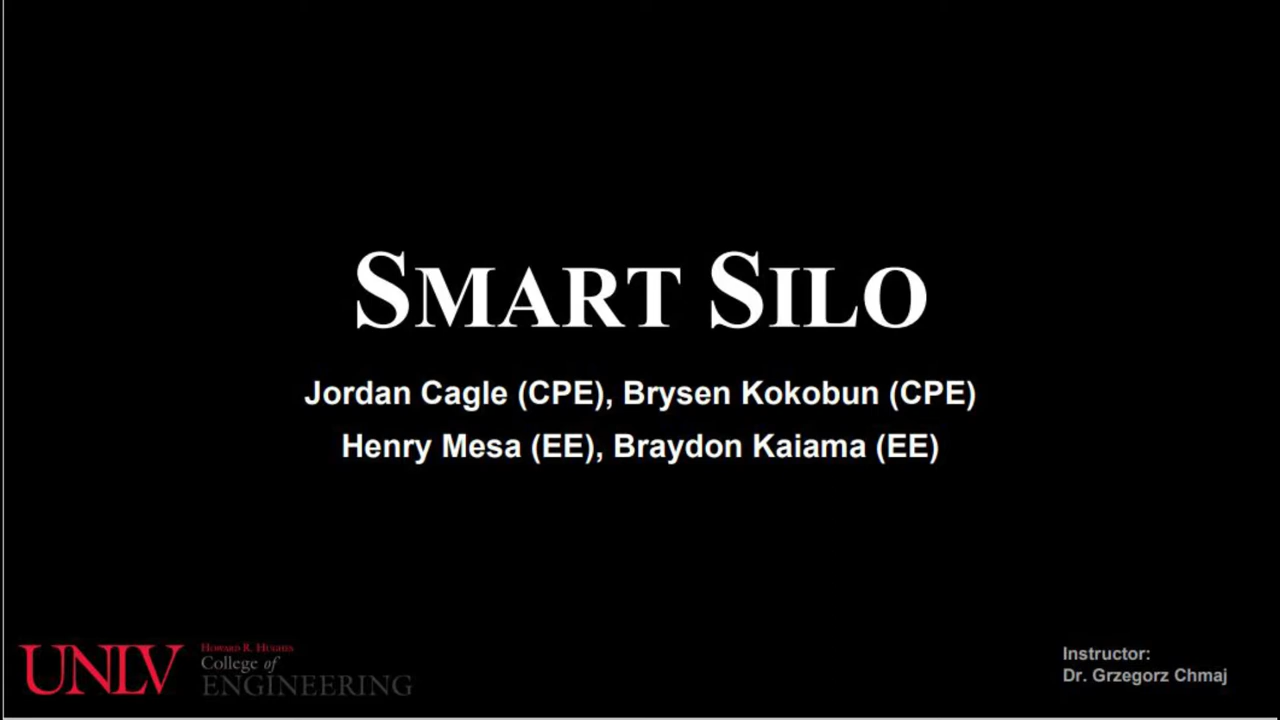 SMART SILO
Jordan Cagle (CPE), Brysen Kokobun (CPE)
Henry Mesa (EE), Braydon Kaiama (EE)
UNLV
HOWARD R. HUGHES
College of
ENGINEERING
Instructor:
Dr. Grzegorz Chmaj